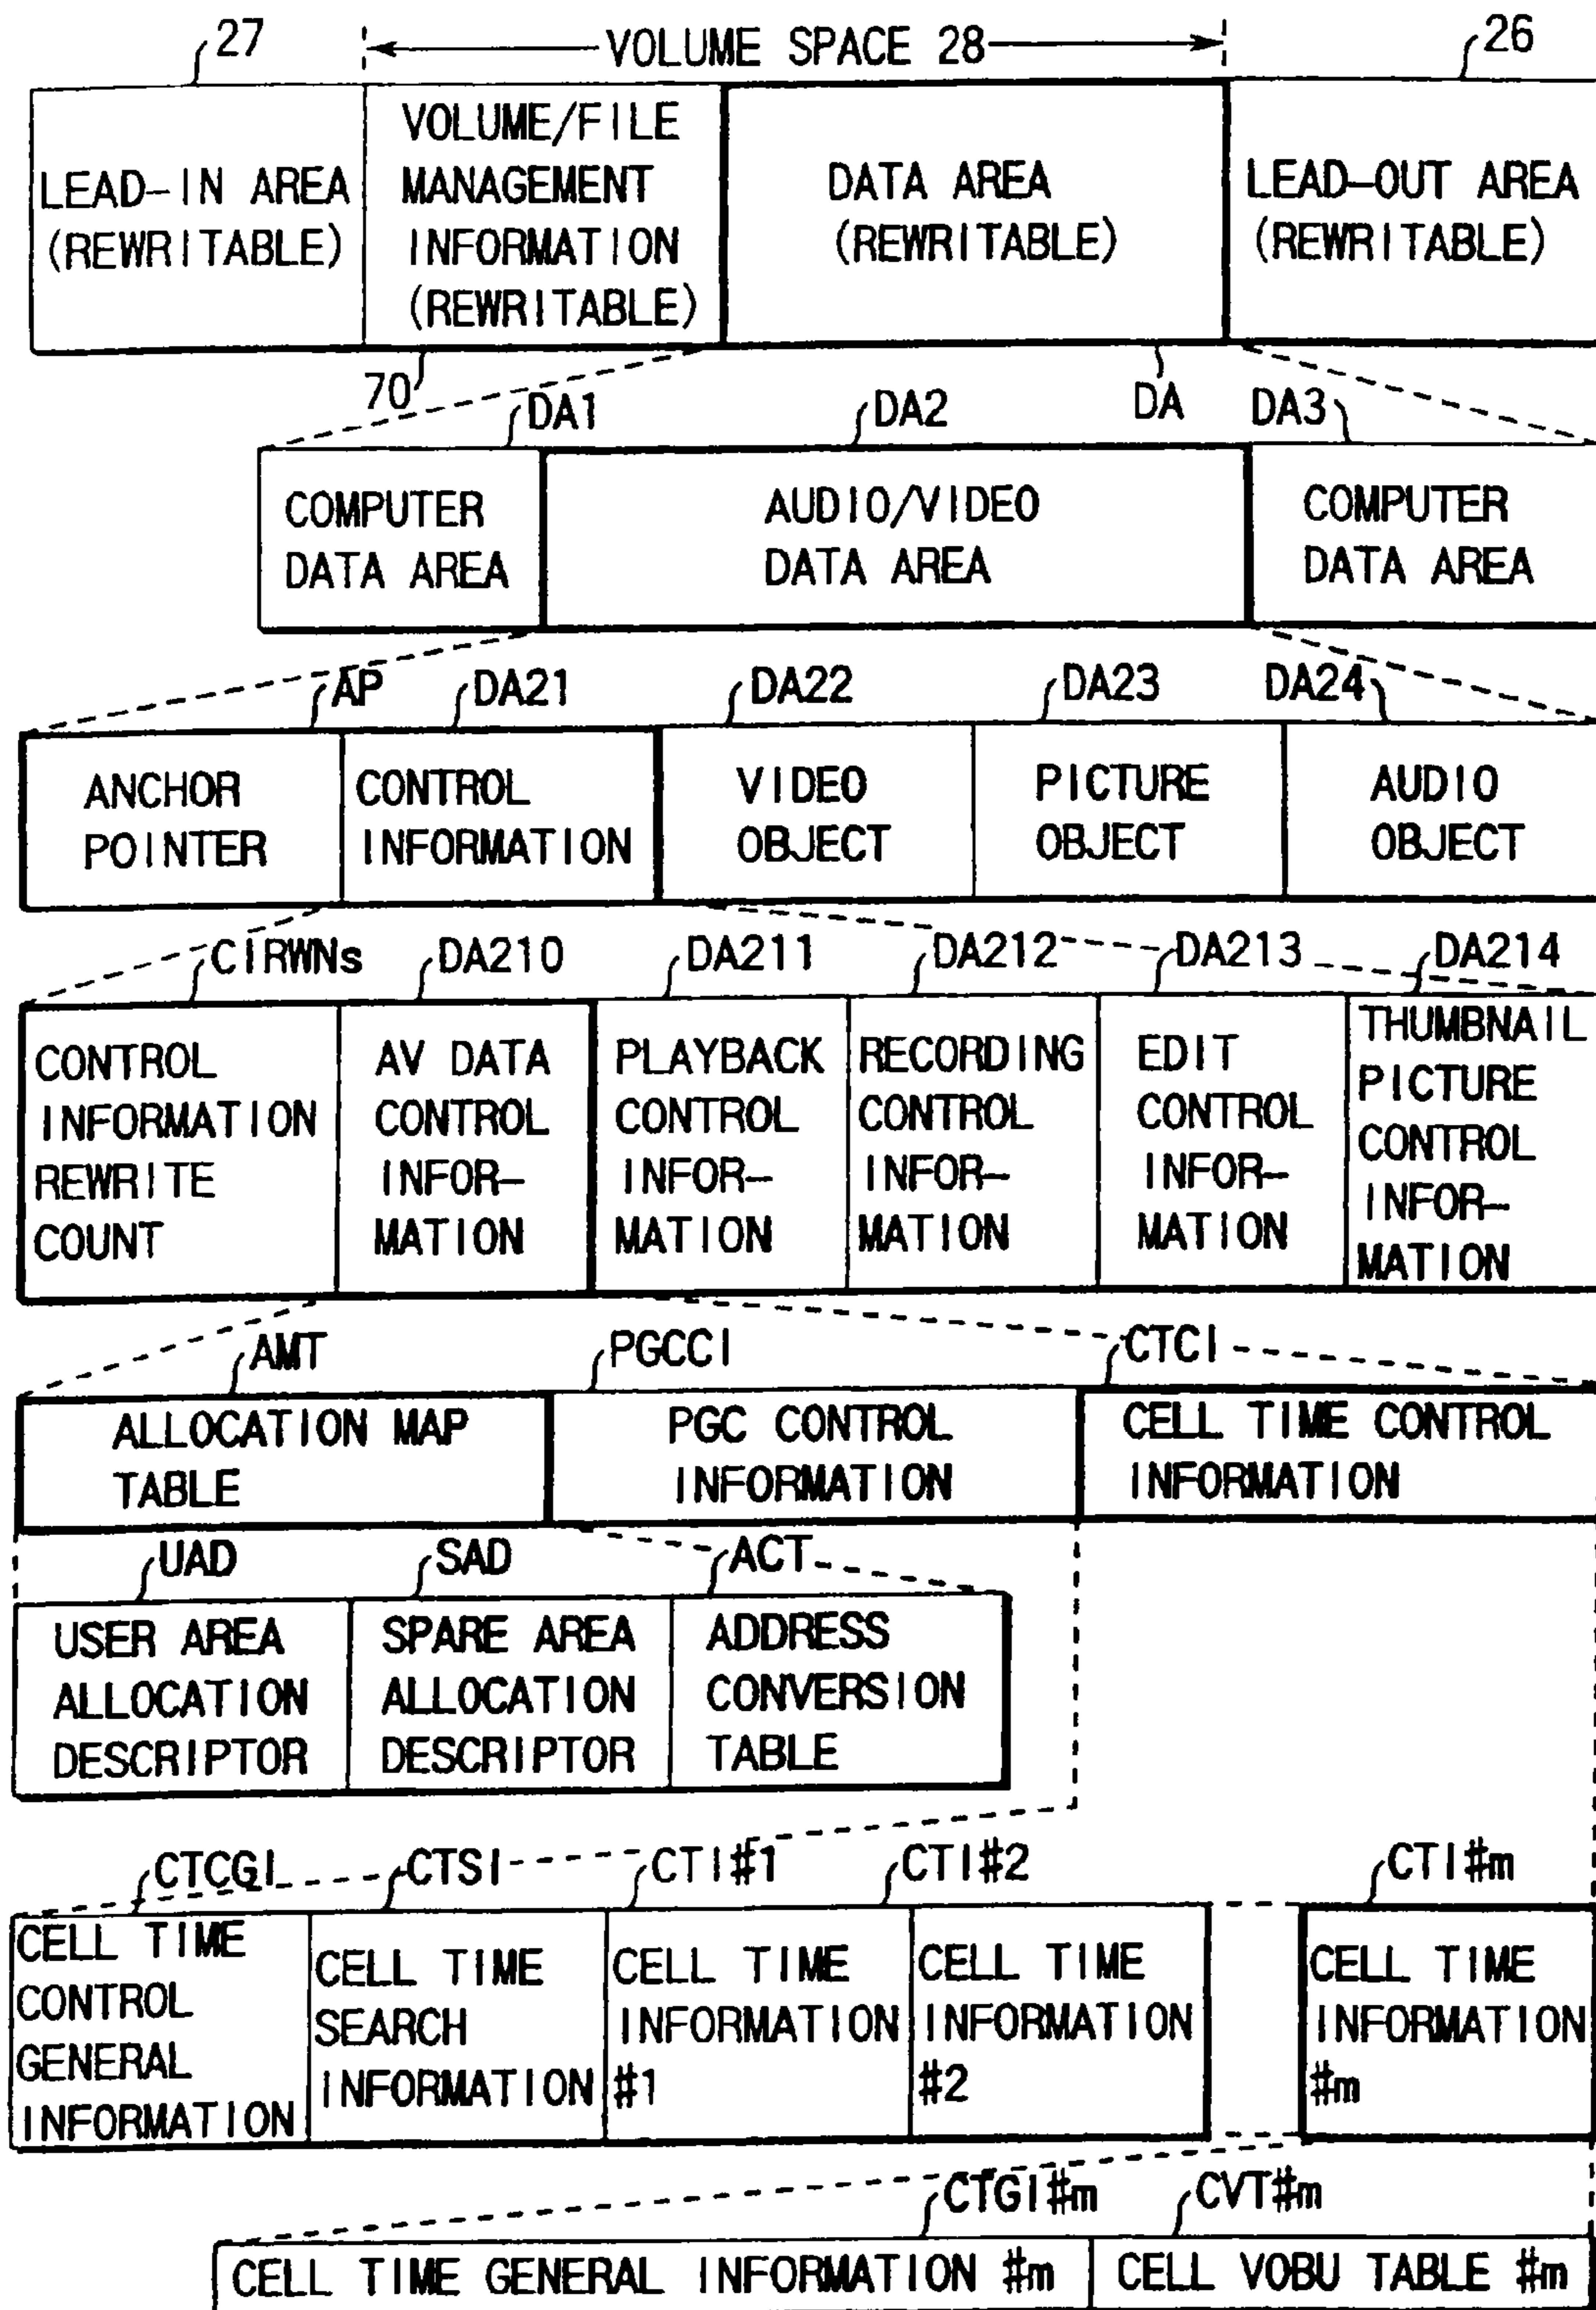 27
VOLUME SPACE 28
26
LEAD-IN AREA
(REWRITABLE)
VOLUME/FILE
MANAGEMENT
INFORMATION
(REWRITABLE)
DATA AREA
(REWRITABLE)
LEAD-OUT AREA
(REWRITABLE)
70
DA
DA1
DA2
DA3
COMPUTER
DATA AREA
AUDIO/VIDEO
DATA AREA
COMPUTER
DATA AREA
AP
DA21
DA22
DA23
DA24
ANCHOR
POINTER
CONTROL
INFORMATION
VIDEO
OBJECT
PICTURE
OBJECT
AUDIO
OBJECT
CIRWNs
DA210
DA211
DA212
DA213
DA214
CONTROL
INFORMATION
REWRITE
COUNT
AV DATA
CONTROL
INFOR-
MATION
PLAYBACK
CONTROL
INFOR-
MATION
RECORDING
CONTROL
INFOR-
MATION
EDIT
CONTROL
INFOR-
MATION
THUMBNAIL
PICTURE
CONTROL
INFOR-
MATION
AMT
PGCCI
CTCI
ALLOCATION MAP
TABLE
PGC CONTROL
INFORMATION
CELL TIME CONTROL
INFORMATION
UAD
SAD
ACT
USER AREA
ALLOCATION
DESCRIPTOR
SPARE AREA
ALLOCATION
DESCRIPTOR
ADDRESS
CONVERSION
TABLE
CTCGI
CTSI
CTI#1
CTI#2
CTI#m
CELL TIME
CONTROL
GENERAL
INFORMATION
CELL TIME
SEARCH
INFORMATION
CELL TIME
INFORMATION
#1
CELL TIME
INFORMATION
#2
CELL TIME
INFORMATION
#m
CTGI#m
CVT#m
CELL TIME GENERAL INFORMATION #m
CELL VOBU TABLE #m